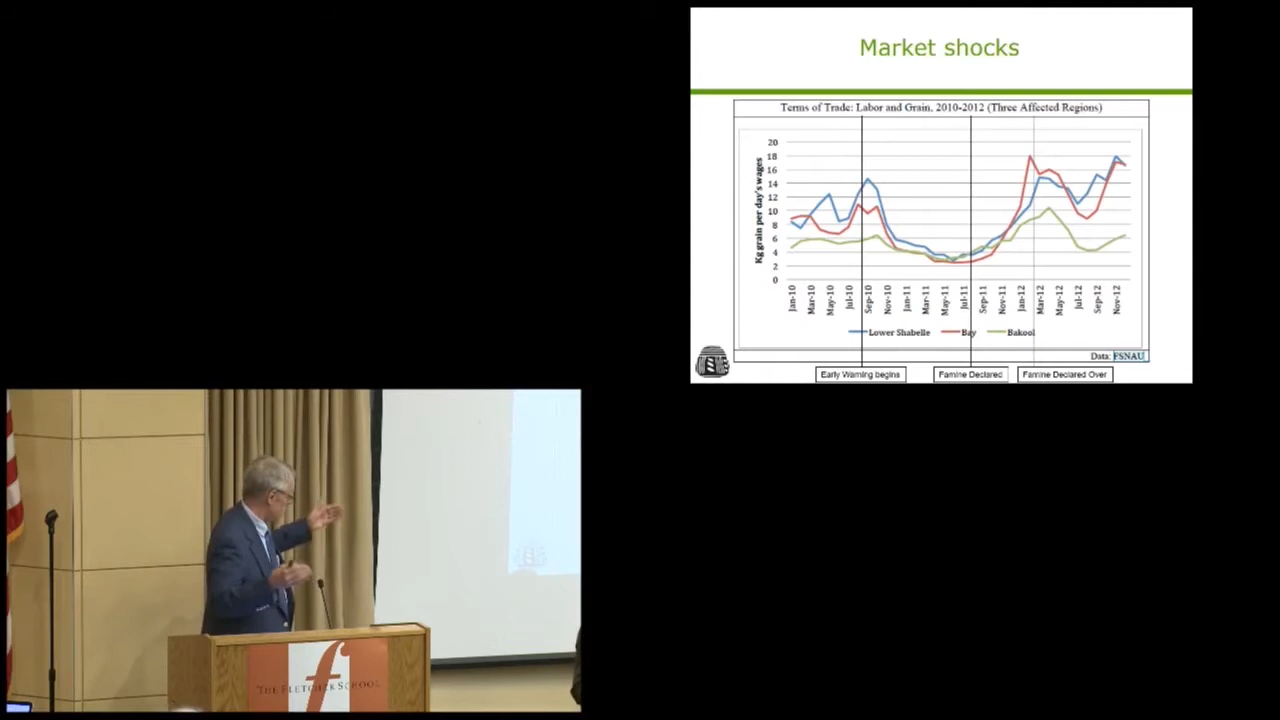 Market shocks
Terms of Trade: Labor and Grain, 2010-2012 (Three Affected Regions)
Kg grain per day's wages
20
18
16
14
12
10
8
6
4
2
0
Jan-10 Mar-10 May-10 Jul-10 Sep-10 Nov-10 Jan-11 Mar-11 May-11 Jul-11 Sep-11 Nov-11 Jan-12 Mar-12 May-12 Jul-12 Sep-12 Nov-12
Lower Shabelle Bay Bakool
Data: FSNAU
Early Warning begins Famine Declared Famine Declared Over
THE FLETCHER SCHOOL